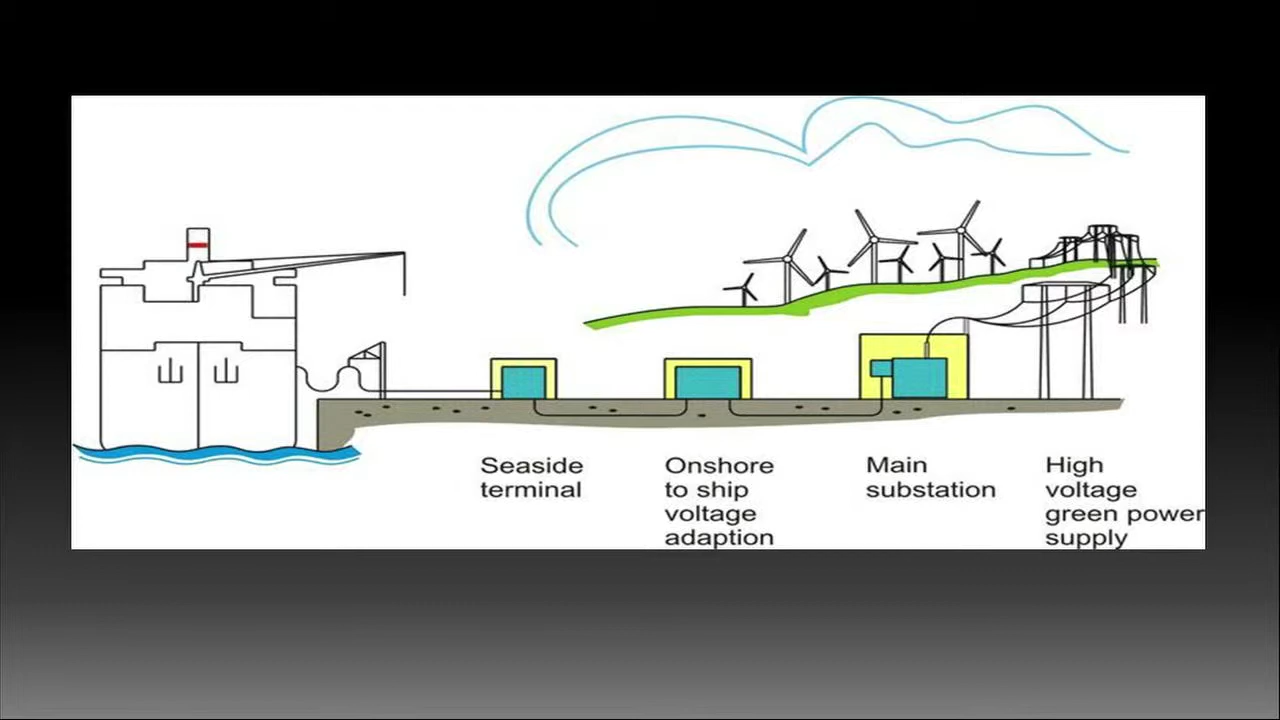 Seaside
terminal
Onshore
to ship
voltage
adaption
Main
substation
High
voltage
green power
supply